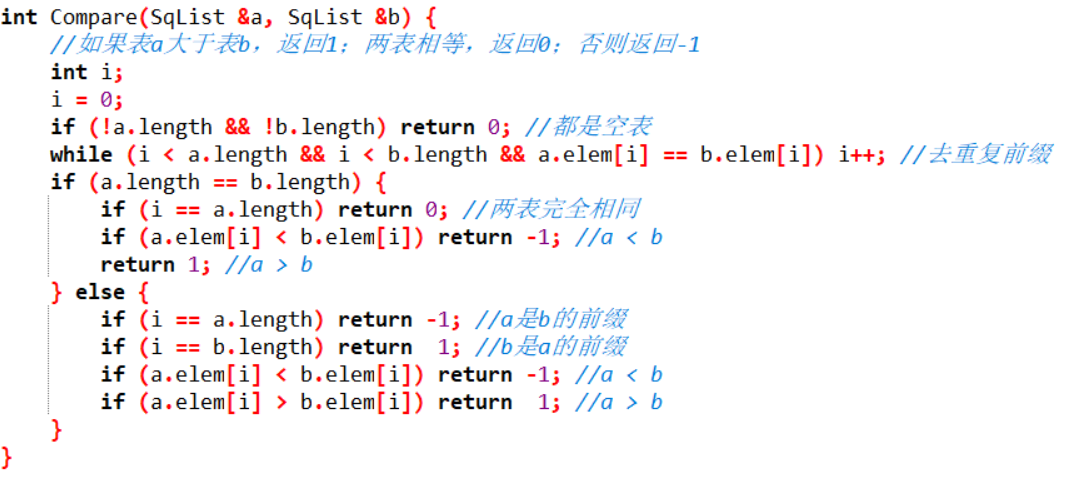 int Compare(SqList &a, SqList &b) {
    //如果表a大于表b，返回1；两表相等，返回0；否则返回-1
    int i;
    i = 0;
    if (!a.length && !b.length) return 0; //都是空表
    while (i < a.length && i < b.length && a.elem[i] == b.elem[i]) i++; //去重复前缀
    if (a.length == b.length) {
        if (i == a.length) return 0; //两表完全相同
        if (a.elem[i] < b.elem[i]) return -1; //a < b
        return 1; //a > b
    } else {
        if (i == a.length) return -1; //a是b的前缀
        if (i == b.length) return  1; //b是a的前缀
        if (a.elem[i] < b.elem[i]) return -1; //a < b
        if (a.elem[i] > b.elem[i]) return  1; //a > b
    }
}